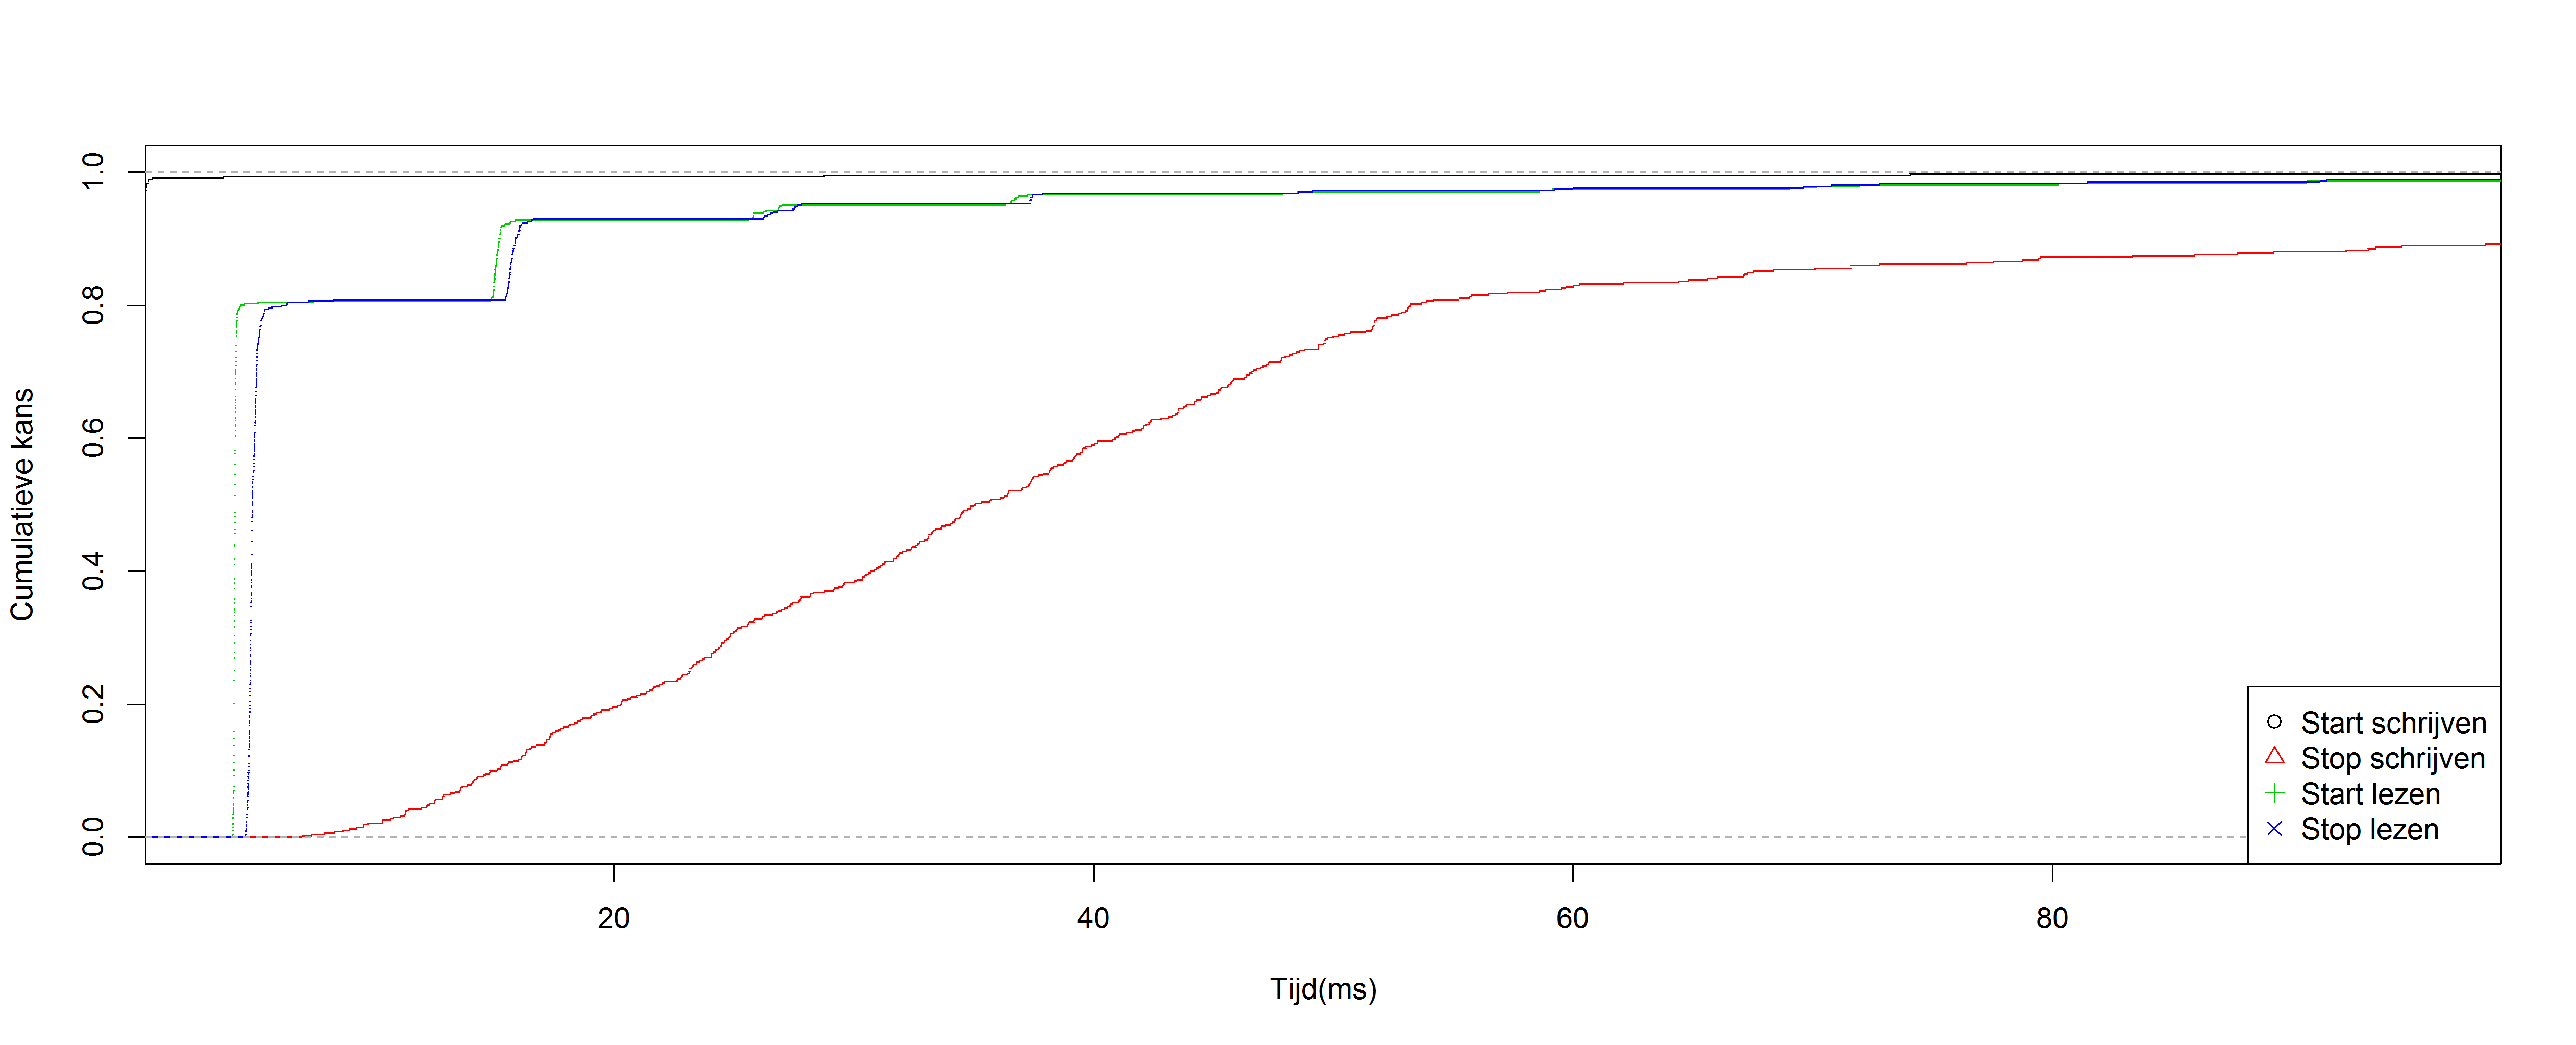 1.0
0.8
0.6
0.4
0.2
0.0
Cumulatieve kans
20 40 60 80
Tijd(ms)
Start schrijven
Stop schrijven
Start lezen
Stop lezen